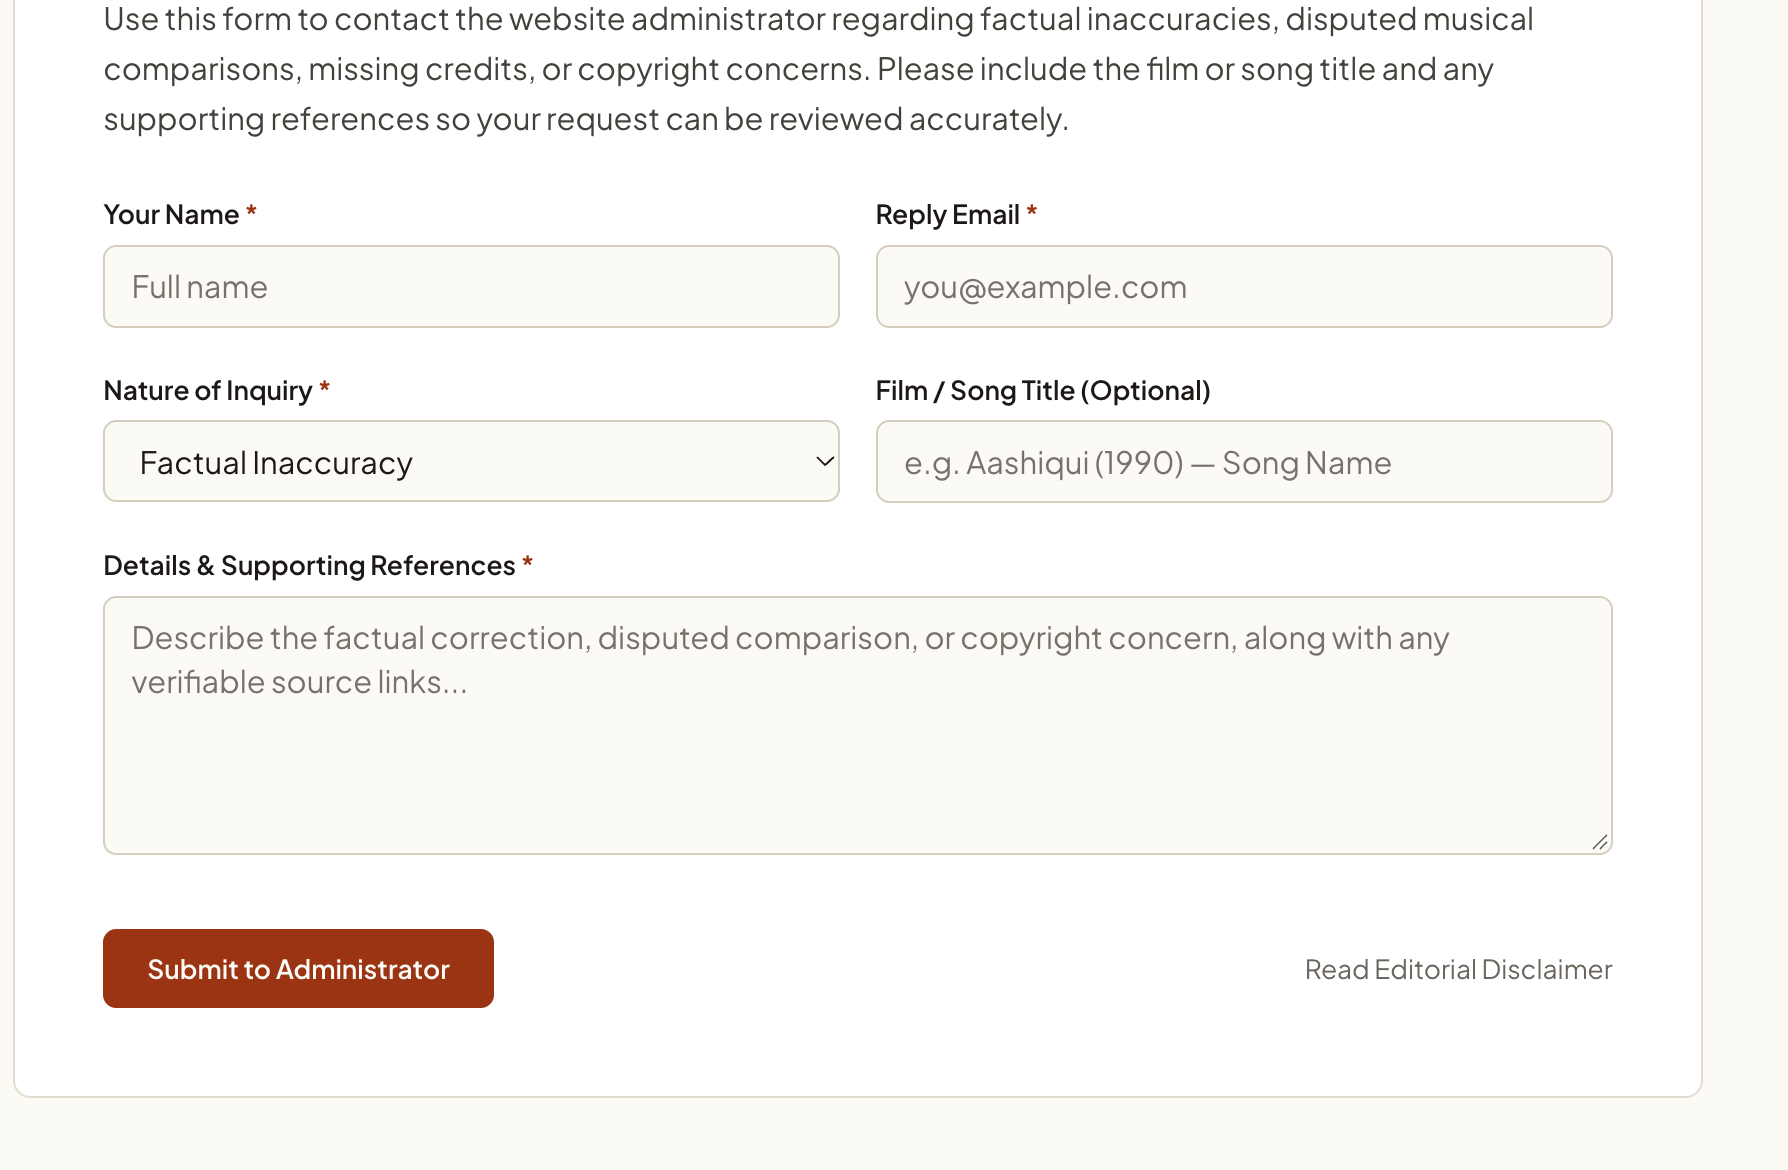 Use this form to contact the website administrator regarding factual inaccuracies, disputed musical
comparisons, missing credits, or copyright concerns. Please include the film or song title and any
supporting references so your request can be reviewed accurately.
Your Name *
Reply Email *
Full name
you@example.com
Nature of Inquiry *
Film / Song Title (Optional)
Factual Inaccuracy
e.g. Aashiqui (1990) — Song Name
Details & Supporting References *
Describe the factual correction, disputed comparison, or copyright concern, along with any
verifiable source links...
Submit to Administrator
Read Editorial Disclaimer